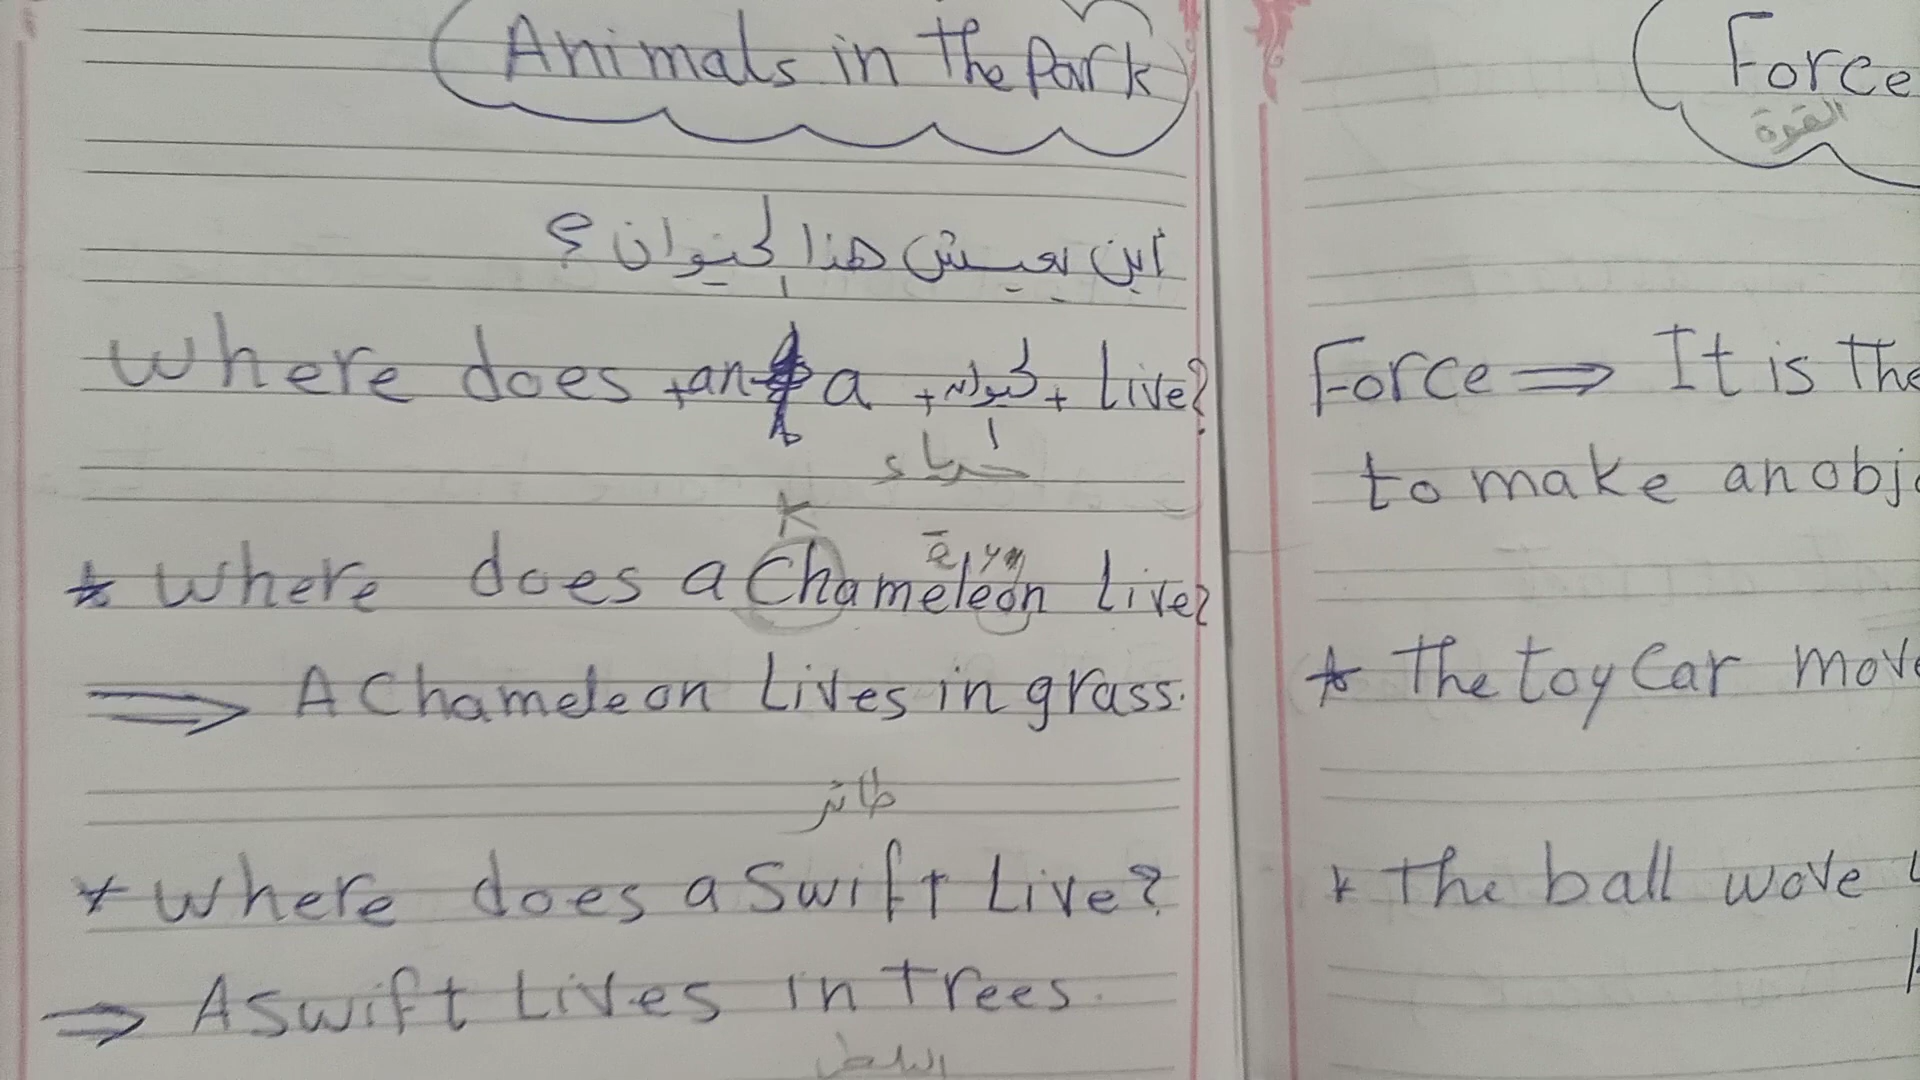 Animals in The Park
أين يعيش هذا الحيوان ؟
where does + an a + حيوان + Live?
حرباء
K
ē
* where does a Chameleon Live?
⇒ A Chameleon Lives in grass.
طائر
* where does a Swift Live?
⇒ A swift Lives in Trees.
Force
القوة
Force ⇒ It is The
to make an obj
* The toy Car mov
* The ball wove